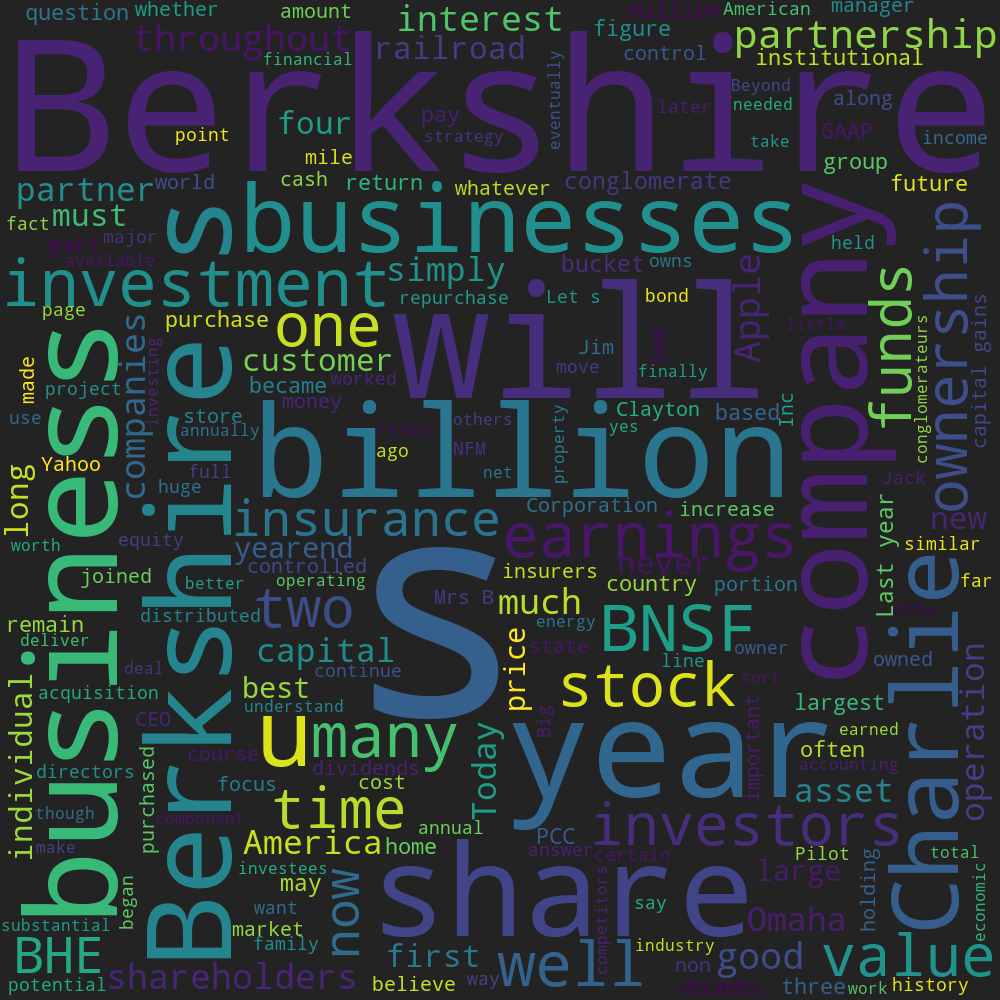 question whether amount interest million American manager
throughout railroad figure partnership
financial control institutional
Berkshire
eventually Beyond needed along
pay later
point four strategy take GAAP income
mile group
partner world cash return whatever conglomerate future
fact must businesses company ownership
part major held
available bucket owns
investment simply Apple
page repurchase Let s bond little
purchase one will funds
companies Jim capital gains
customer move finally
made project became worked conglomerateurs
investing
use store money others Clayton based Inc
annually result yes
ago NFM property
long Yahoo full billion Jack
huge net
insurance Corporation increase
worth equity yearend earnings new
controlled never Last year similar
joined better operating insurers country portion far
business Berkshire s
distributed two S Mrs B much energy BNSF owner
remain state
deliver capital line owned
individual deal continue price stock sort Charlie
acquisition best largest
understand
CEO u many Big year earned
course often
directors dividends Today important accounting operation
purchased focus cost asset
though component time
annual PCC investors
make America home answer certain Pilot total
investees large holding
began may share economic
want say
substantial now Omaha
market competitors
BHE family first well industry good value
potential shareholders believe way non decades three work history